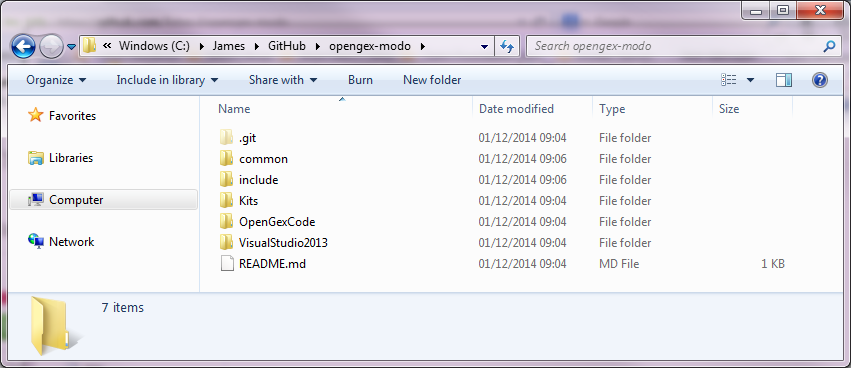 « Windows (C:) ▸ James ▸ GitHub ▸ opengex-modo ▸ Search opengex-modo
Organize Include in library Share with Burn New folder
Name Date modified Type Size
Favorites
Libraries
Computer
Network
.git 01/12/2014 09:04 File folder
common 01/12/2014 09:06 File folder
include 01/12/2014 09:06 File folder
Kits 01/12/2014 09:04 File folder
OpenGexCode 01/12/2014 09:04 File folder
VisualStudio2013 01/12/2014 09:04 File folder
README.md 01/12/2014 09:04 MD File 1 KB
7 items